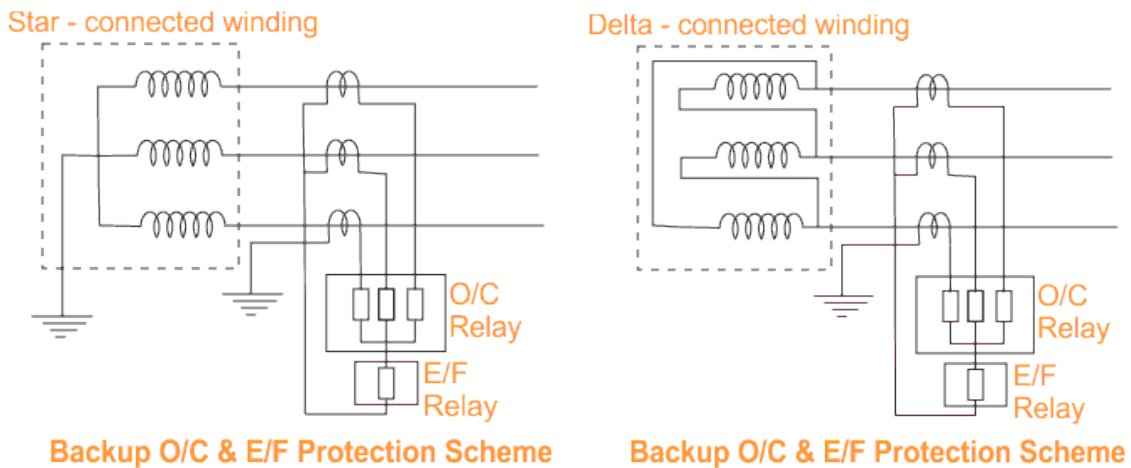 Star - connected winding
O/C
Relay
E/F
Relay
Backup O/C & E/F Protection Scheme
Delta - connected winding
O/C
Relay
E/F
Relay
Backup O/C & E/F Protection Scheme